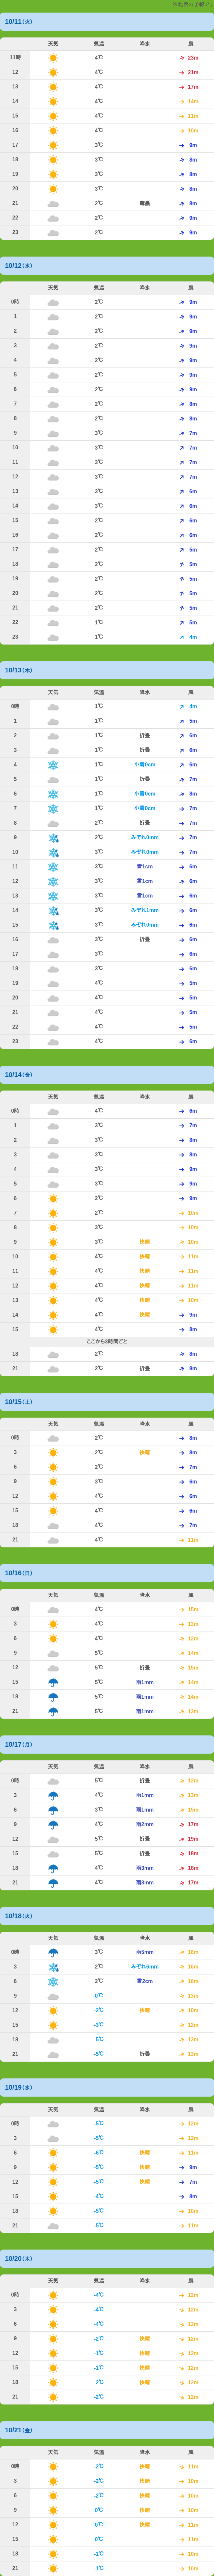 10/11(火)
天気 気温 降水 風
11時 4℃ 23m
12 4℃ 21m
13 4℃ 17m
14 4℃ 14m
15 4℃ 11m
16 4℃ 10m
17 3℃ 9m
18 3℃ 8m
19 3℃ 8m
20 3℃ 8m
21 2℃ 薄曇 8m
22 2℃ 9m
23 2℃ 9m
10/12(水)
天気 気温 降水 風
0時 2℃ 9m
1 2℃ 9m
2 2℃ 9m
3 2℃ 9m
4 2℃ 9m
5 2℃ 9m
6 2℃ 9m
7 2℃ 8m
8 2℃ 8m
9 3℃ 7m
10 3℃ 7m
11 3℃ 7m
12 3℃ 7m
13 3℃ 6m
14 3℃ 6m
15 2℃ 6m
16 2℃ 6m
17 2℃ 5m
18 2℃ 5m
19 2℃ 5m
20 2℃ 5m
21 2℃ 5m
22 1℃ 5m
23 1℃ 4m
10/13(木)
天気 気温 降水 風
0時 1℃ 4m
1 1℃ 5m
2 1℃ 折畳 6m
3 1℃ 折畳 6m
4 1℃ 小雪0cm 6m
5 1℃ 折畳 7m
6 1℃ 小雪0cm 8m
7 1℃ 小雪0cm 7m
8 2℃ 折畳 7m
9 2℃ みぞれ0mm 7m
10 3℃ みぞれ0mm 7m
11 3℃ 雪1cm 6m
12 3℃ 雪1cm 6m
13 3℃ 雪1cm 6m
14 3℃ みぞれ1mm 6m
15 3℃ みぞれ0mm 6m
16 3℃ 折畳 6m
17 3℃ 6m
18 3℃ 6m
19 4℃ 5m
20 4℃ 5m
21 4℃ 5m
22 4℃ 5m
23 4℃ 6m
10/14(金)
天気 気温 降水 風
0時 4℃ 6m
1 3℃ 7m
2 3℃ 8m
3 3℃ 8m
4 3℃ 9m
5 3℃ 9m
6 2℃ 9m
7 2℃ 10m
8 3℃ 10m
9 3℃ 快晴 10m
10 4℃ 快晴 11m
11 4℃ 快晴 11m
12 4℃ 快晴 11m
13 4℃ 快晴 10m
14 4℃ 快晴 9m
15 4℃ 8m
ここから3時間ごと
18 2℃ 8m
21 2℃ 折畳 8m
10/15(土)
天気 気温 降水 風
0時 2℃ 8m
3 2℃ 快晴 8m
6 2℃ 7m
9 3℃ 6m
12 4℃ 6m
15 4℃ 6m
18 4℃ 7m
21 4℃ 11m
10/16(日)
天気 気温 降水 風
0時 4℃ 15m
3 4℃ 13m
6 4℃ 12m
9 5℃ 14m
12 5℃ 折畳 15m
15 5℃ 雨1mm 14m
18 5℃ 雨1mm 14m
21 5℃ 雨1mm 13m
10/17(月)
天気 気温 降水 風
0時 5℃ 折畳 12m
3 4℃ 雨1mm 13m
6 3℃ 雨1mm 15m
9 4℃ 雨2mm 17m
12 5℃ 折畳 19m
15 5℃ 折畳 18m
18 4℃ 雨3mm 18m
21 4℃ 雨3mm 17m
10/18(火)
天気 気温 降水 風
0時 3℃ 雨5mm 16m
3 2℃ みぞれ6mm 16m
6 2℃ 雪2cm 16m
9 0℃ 13m
12 -2℃ 快晴 10m
15 -3℃ 12m
18 -5℃ 13m
21 -5℃ 折畳 13m
10/19(水)
天気 気温 降水 風
0時 -5℃ 12m
3 -5℃ 12m
6 -6℃ 快晴 11m
9 -5℃ 快晴 9m
12 -5℃ 快晴 7m
15 -4℃ 8m
18 -5℃ 10m
21 -5℃ 11m
10/20(木)
天気 気温 降水 風
0時 -4℃ 12m
3 -4℃ 12m
6 -4℃ 12m
9 -2℃ 快晴 12m
12 -1℃ 快晴 12m
15 -1℃ 快晴 12m
18 -2℃ 快晴 12m
21 -2℃ 12m
10/21(金)
天気 気温 降水 風
0時 -2℃ 快晴 11m
3 -2℃ 快晴 10m
6 -2℃ 快晴 10m
9 0℃ 快晴 10m
12 0℃ 快晴 11m
15 0℃ 11m
18 -1℃ 10m
21 -1℃ 10m